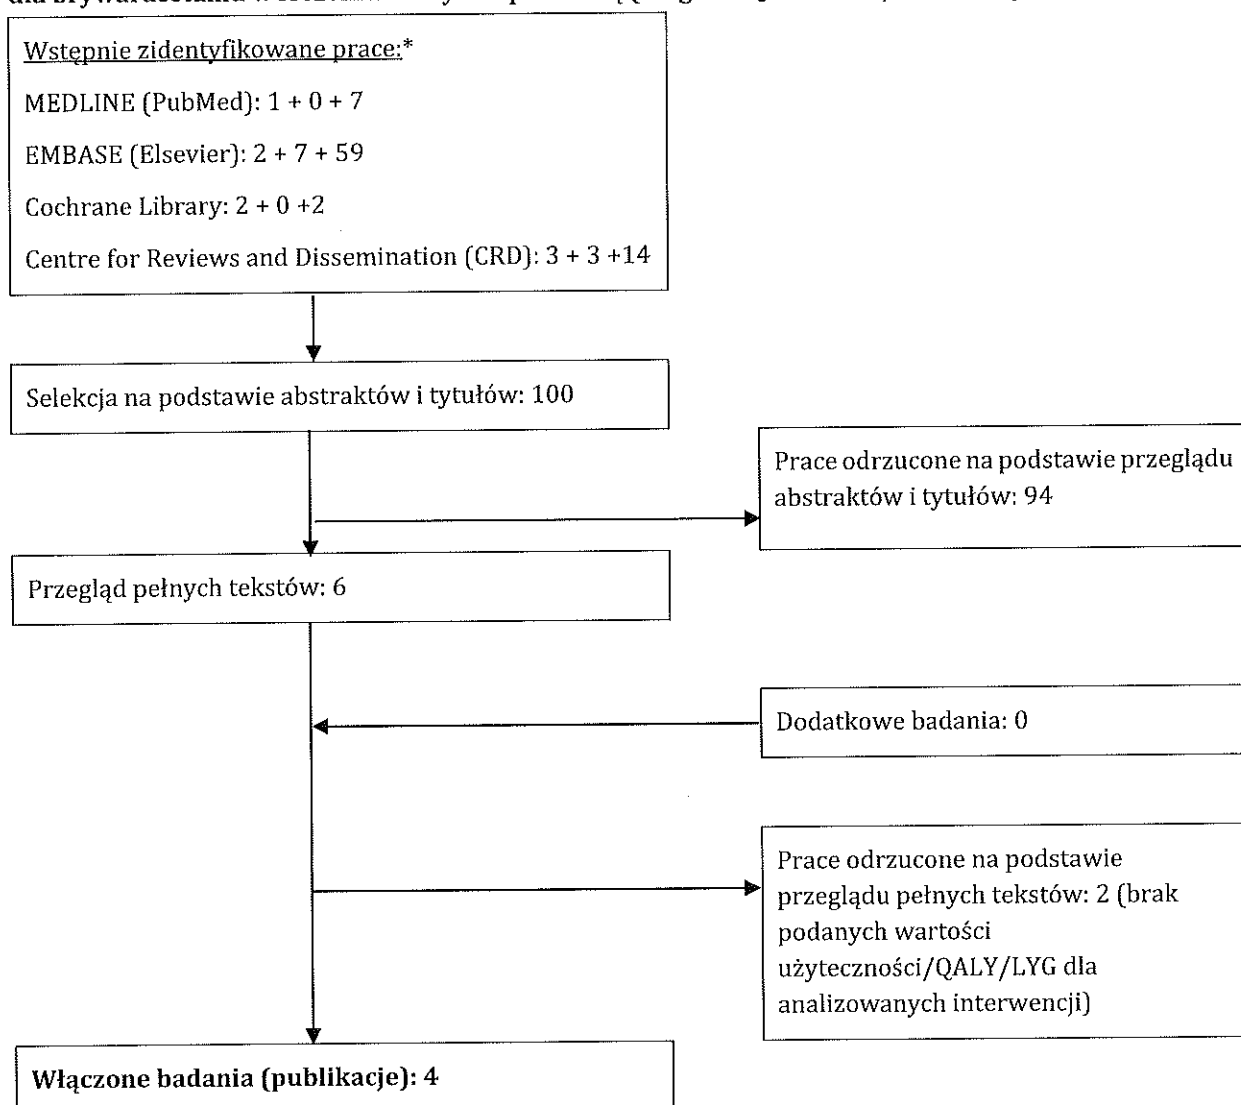 Wstępnie zidentyfikowane prace:*
MEDLINE (PubMed): 1 + 0 + 7
EMBASE (Elsevier): 2 + 7 + 59
Cochrane Library: 2 + 0 +2
Centre for Reviews and Dissemination (CRD): 3 + 3 +14
Selekcja na podstawie abstraktów i tytułów: 100
Prace odrzucone na podstawie przeglądu
abstraktów i tytułów: 94
Przegląd pełnych tekstów: 6
Dodatkowe badania: 0
Prace odrzucone na podstawie
przeglądu pełnych tekstów: 2 (brak
podanych wartości
użyteczności/QALY/LYG dla
analizowanych interwencji)
Włączone badania (publikacje): 4